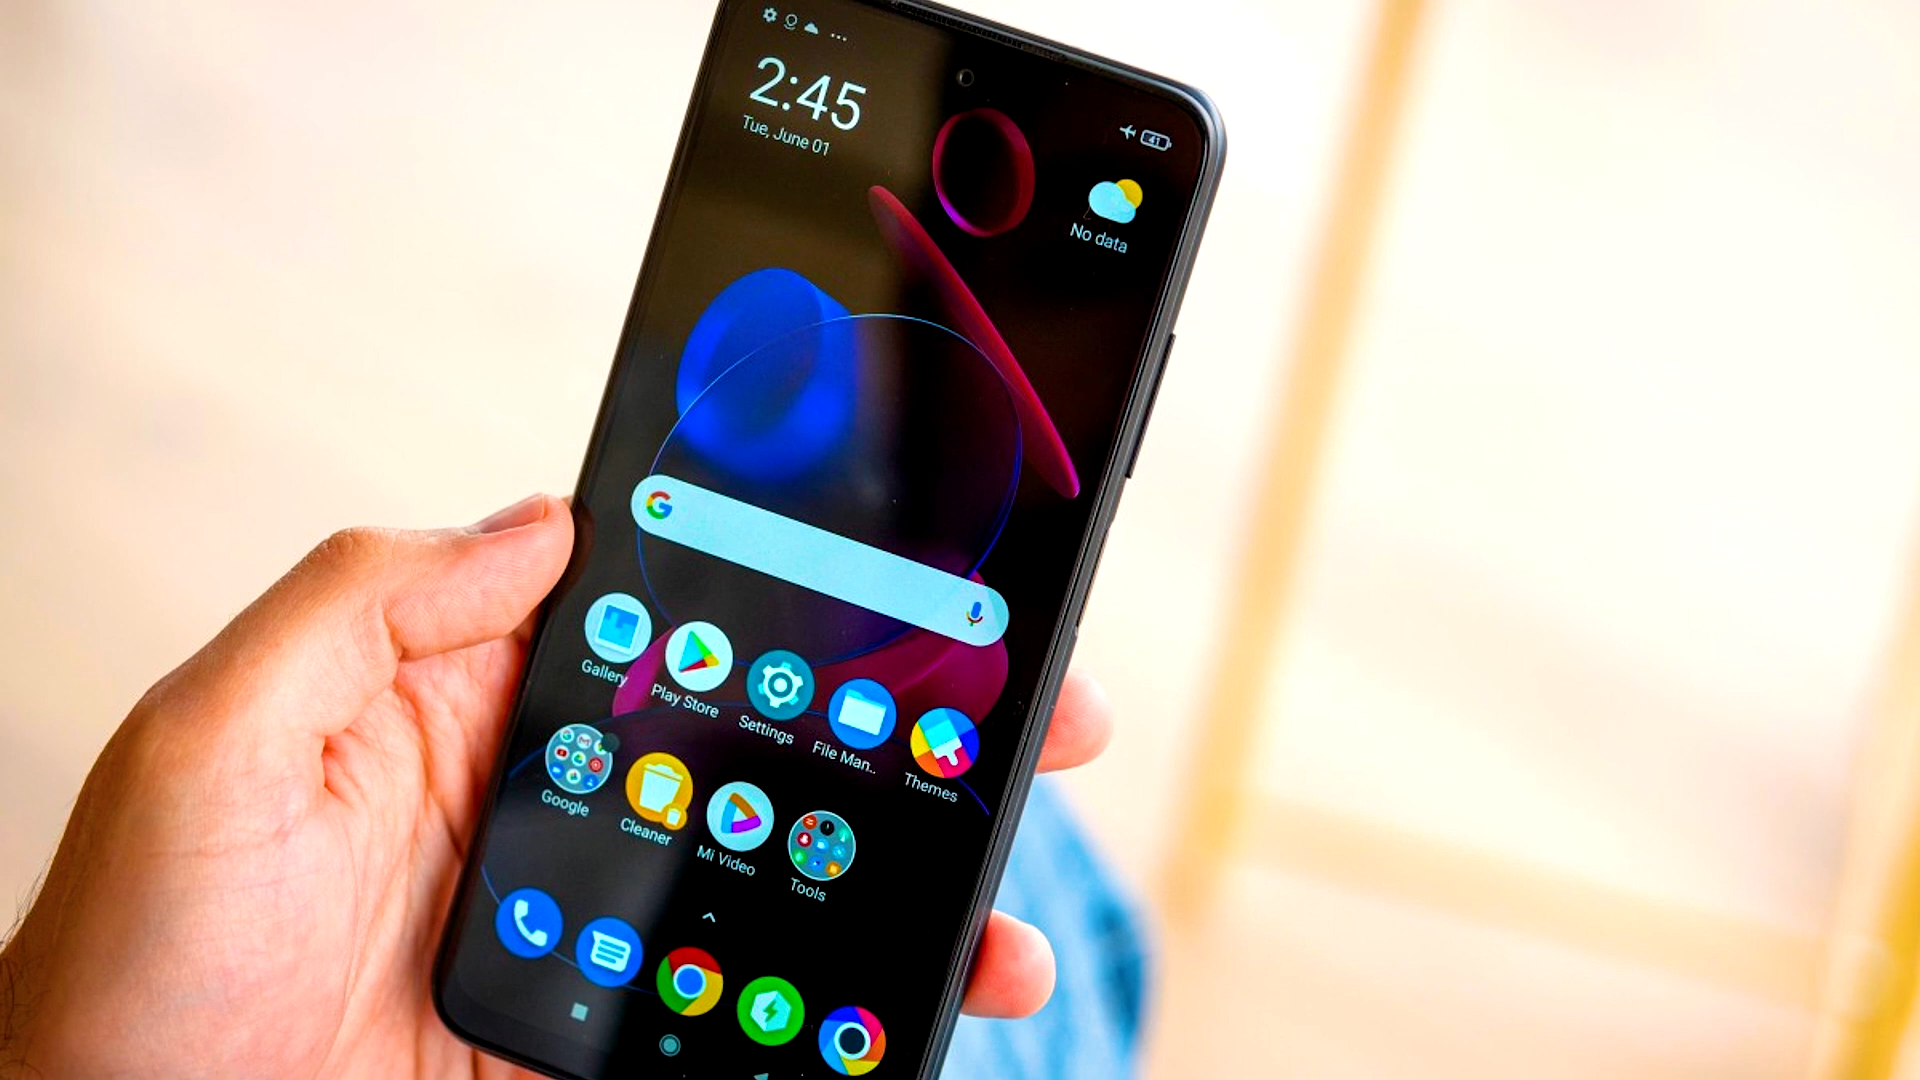 2:45
Tue, June 01
41
No data
G
Gallery
Play Store
Settings
File Man..
Themes
Google
Cleaner
Mi Video
Tools